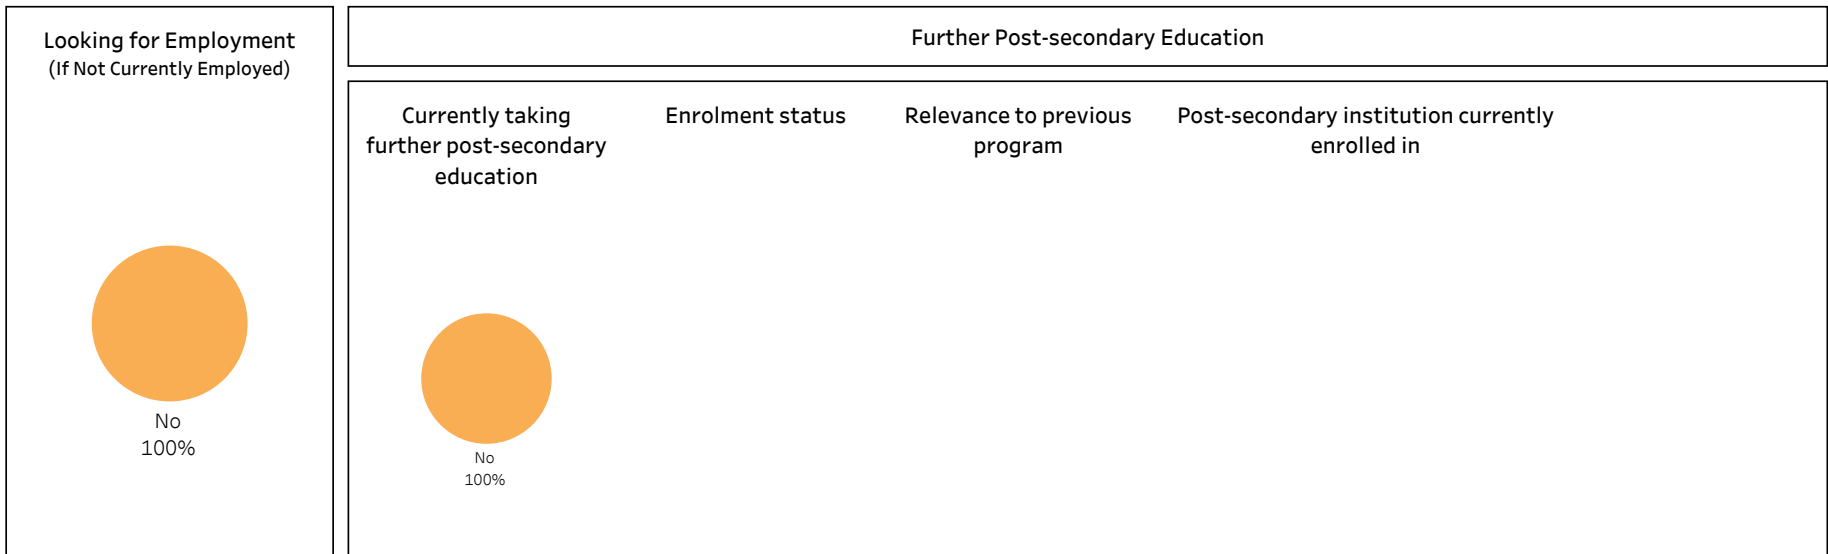 Looking for Employment
(If Not Currently Employed)
No
100%
Further Post-secondary Education
Currently taking
further post-secondary
education
Enrolment status
Relevance to previous
program
Post-secondary institution currently
enrolled in
No
100%